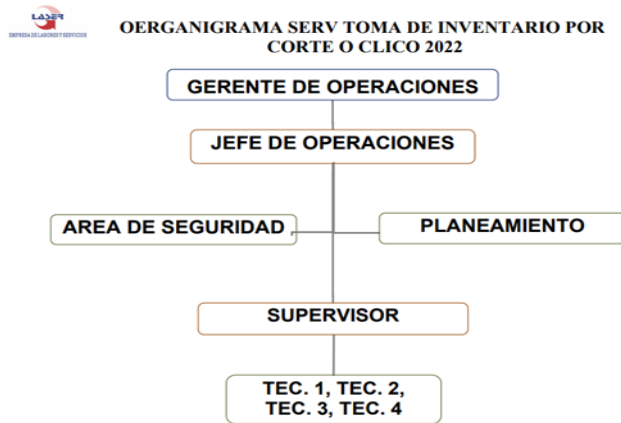 LASER
EMPRESA DE LABORES Y SERVICIOS
OERGANIGRAMA SERV TOMA DE INVENTARIO POR
CORTE O CLICO 2022
GERENTE DE OPERACIONES
JEFE DE OPERACIONES
AREA DE SEGURIDAD
PLANEAMIENTO
SUPERVISOR
TEC. 1, TEC. 2,
TEC. 3, TEC. 4